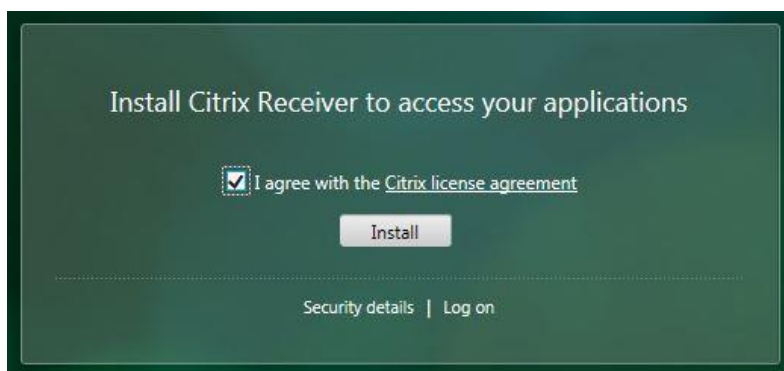 Install Citrix Receiver to access your applications
I agree with the Citrix license agreement
Install
Security details | Log on